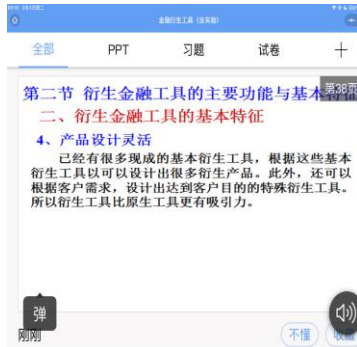 金融衍生工具（含实验）
全部 PPT 习题 试卷
第38页
第二节 衍生金融工具的主要功能与基本特征
二、衍生金融工具的基本特征
4、产品设计灵活
已经有很多现成的基本衍生工具，根据这些基本
衍生工具以可以设计出很多衍生产品。此外，还可以
根据客户需求，设计出达到客户目的的特殊衍生工具。
所以衍生工具比原生工具更有吸引力。
弹
刚刚
不懂 收藏